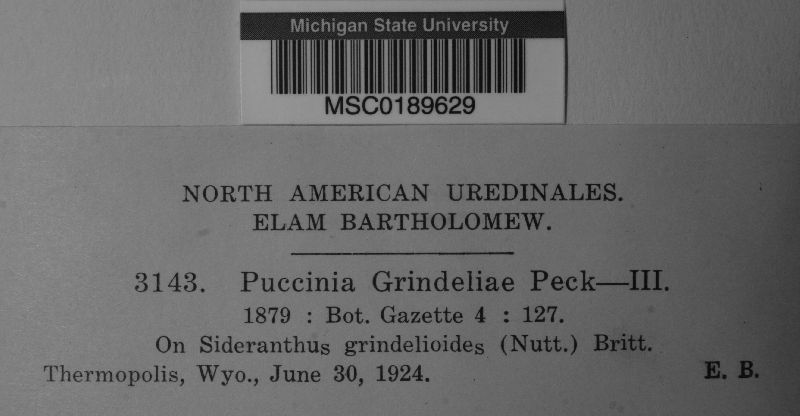 Michigan State University
MSC0189629
NORTH AMERICAN UREDINALES.
ELAM BARTHOLOMEW.
3143. Puccinia Grindeliae Peck—III.
1879 : Bot. Gazette 4 : 127.
On Sideranthus grindelioides (Nutt.) Britt.
Thermopolis, Wyo., June 30, 1924. E. B.